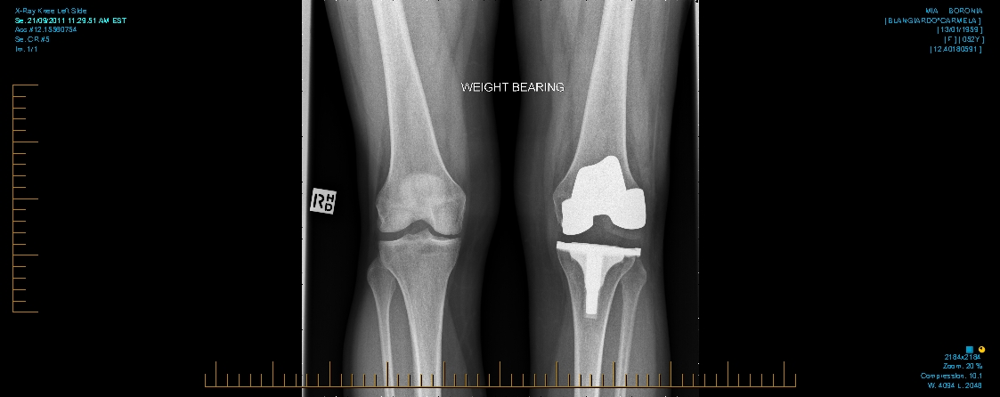 X-Ray Knee Left Side
Se. 21/09/2011 11.29.51 AM EST
Acc #12.15560754
Se. CR #5
Im. 1/1
MIA BORONIA
[ BLANGIARDO^CARMELA ]
[ 13/01/1959 ]
[ F ] [ 052Y ]
[ 12.40180591 ]
WEIGHT BEARING
R HD
2184x2184
Zoom. 20 %
Compression. 10.1
W. 4094 L. 2048